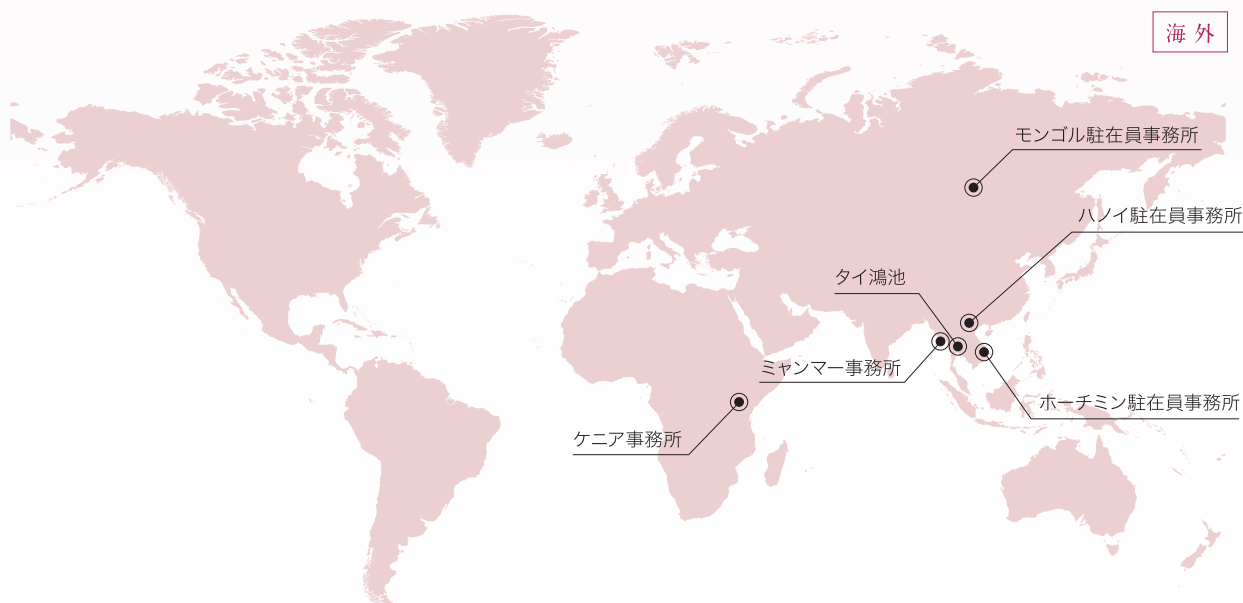 海外
モンゴル駐在員事務所
ハノイ駐在員事務所
タイ鴻池
ミャンマー事務所
ホーチミン駐在員事務所
ケニア事務所